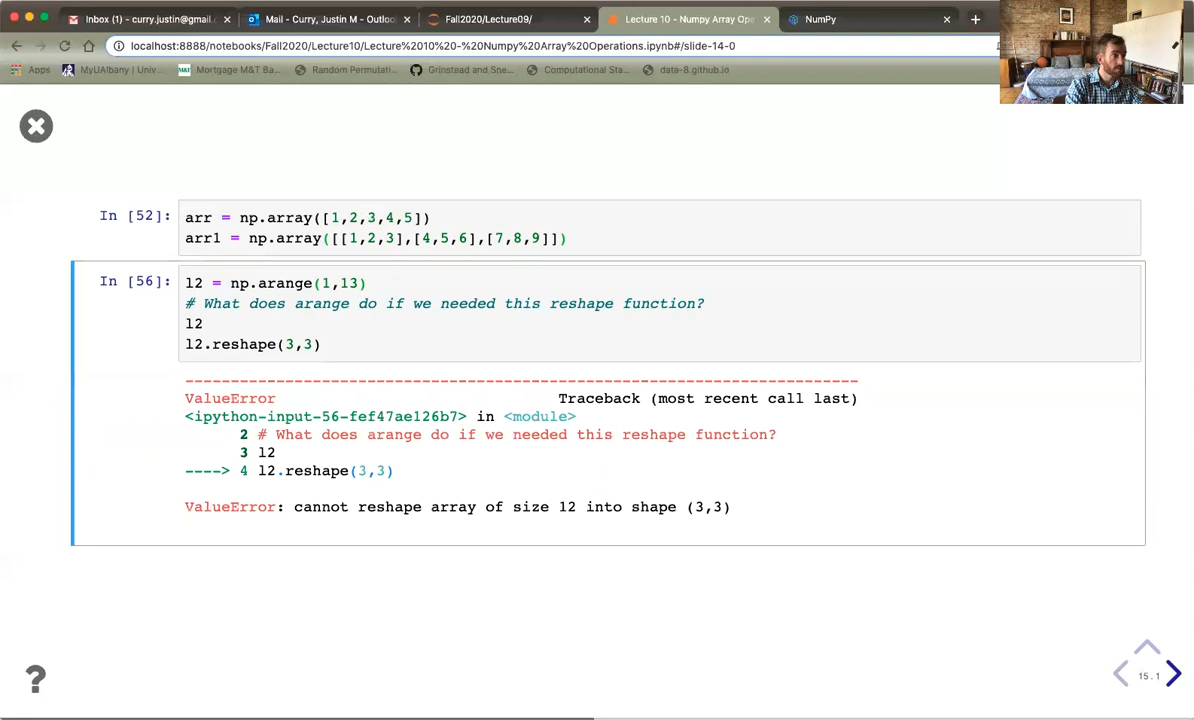 Inbox (1) - curry.justin@gmail. × Mail - Curry, Justin M - Outloo × Fall2020/Lecture09/ × Lecture 10 - Numpy Array Ope × NumPy × +
localhost:8888/notebooks/Fall2020/Lecture10/Lecture%2010%20-%20Numpy%20Array%20Operations.ipynb#/slide-14-0
Apps MyUAlbany | Univ... Mortgage M&T Ba... Random Permutati... Grinstead and Sne... Computational Sta... data-8.github.io
In [52]: arr = np.array([1,2,3,4,5])
arr1 = np.array([[1,2,3],[4,5,6],[7,8,9]])
In [56]: l2 = np.arange(1,13)
# What does arange do if we needed this reshape function?
l2
l2.reshape(3,3)
---------------------------------------------------------------------------
ValueError Traceback (most recent call last)
<ipython-input-56-fef47ae126b7> in <module>
2 # What does arange do if we needed this reshape function?
3 l2
----> 4 l2.reshape(3,3)
ValueError: cannot reshape array of size 12 into shape (3,3)
?
15.1